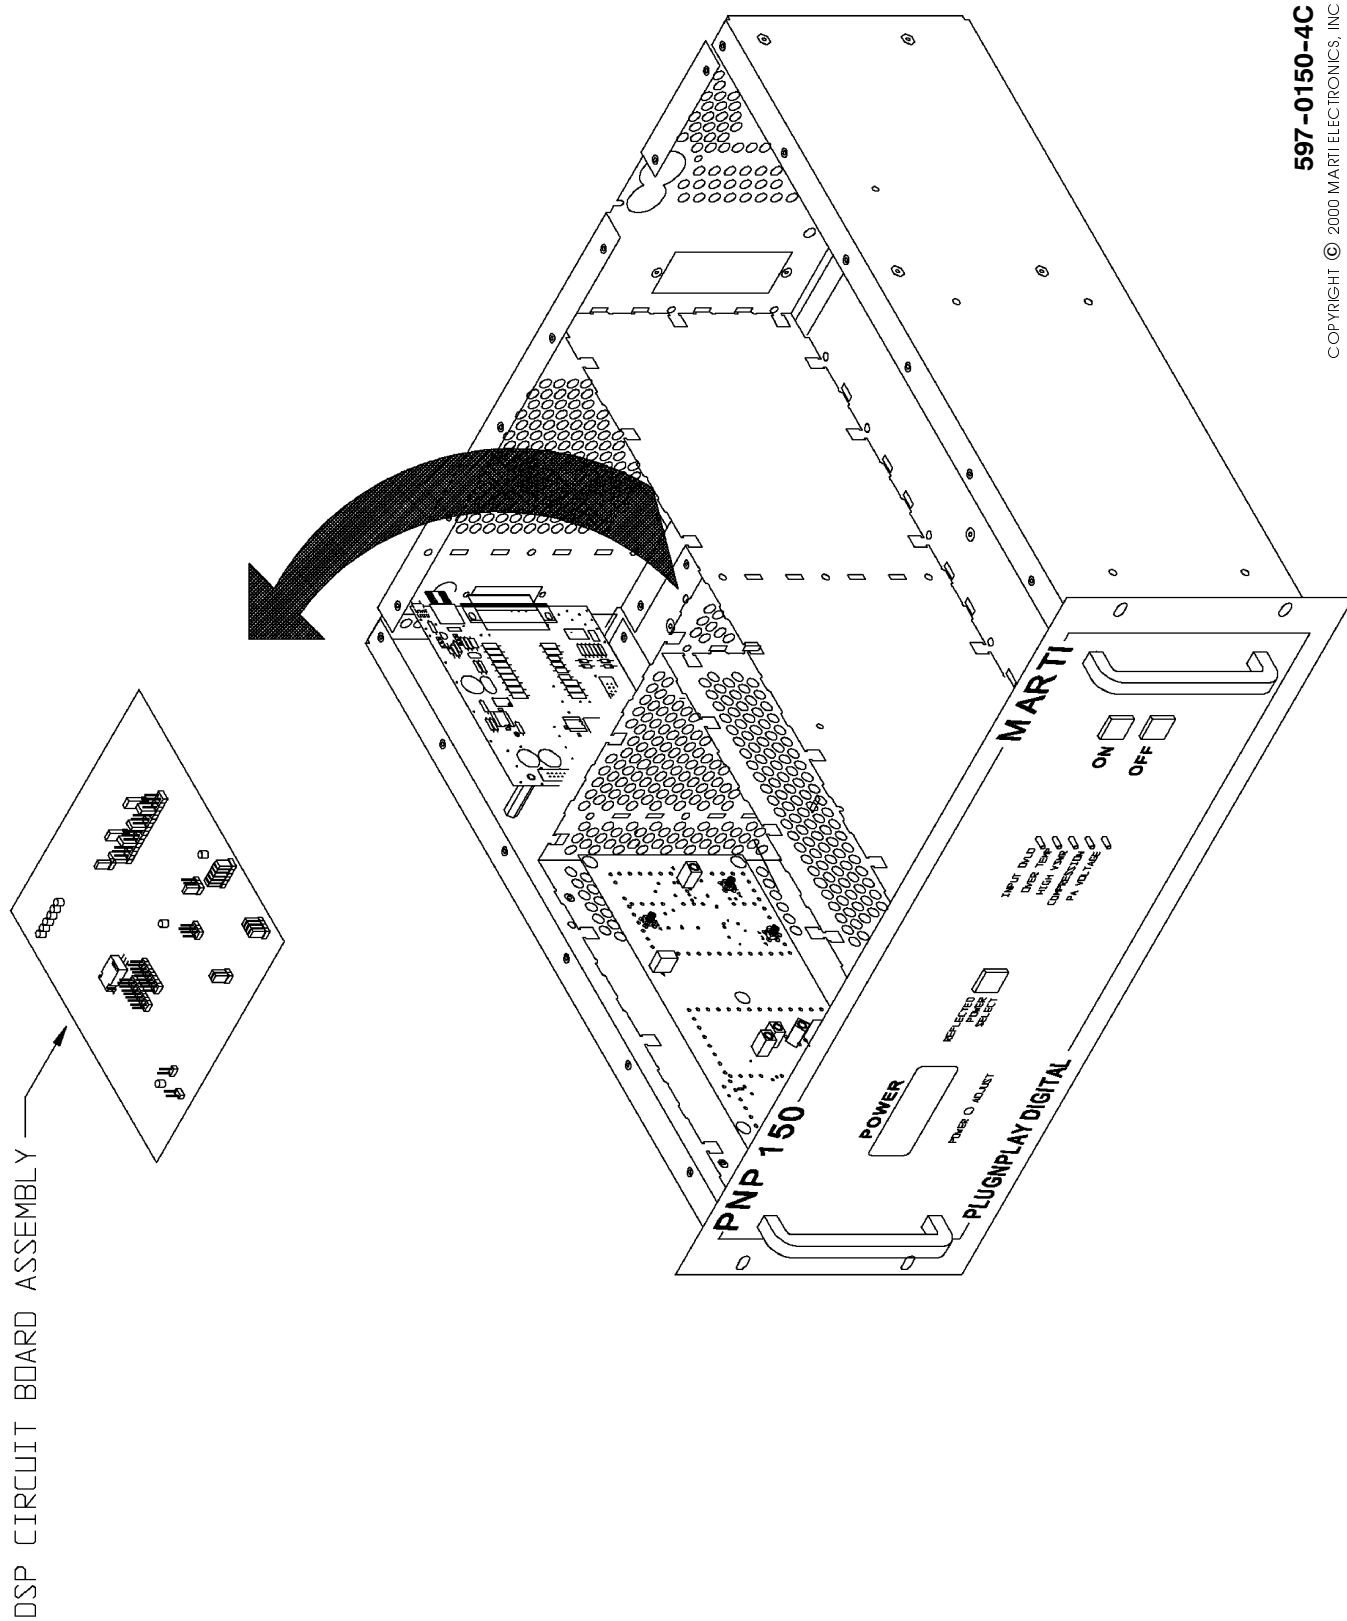 DSP CIRCUIT BOARD ASSEMBLY
PNP 150
MARTI
POWER
POWER ADJUST
REFLECTED
POWER
SELECT
INPUT OVLD
OVER TEMP
HIGH VSWR
COMPRESSION
PA VOLTAGE
ON
OFF
PLUGNPLAY DIGITAL
597-0150-4C
COPYRIGHT © 2000 MARTI ELECTRONICS, INC